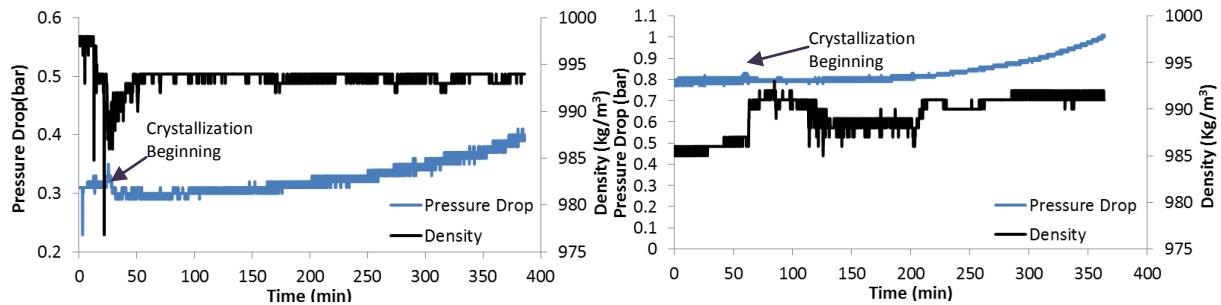 0.6
0.5
0.4
0.3
0.2
Pressure Drop(bar)
1000
995
990
985
980
975
Density (kg/m³)
Crystallization
Beginning
Pressure Drop
Density
0 50 100 150 200 250 300 350 400
Time (min)
1.1
1
0.9
0.8
0.7
0.6
0.5
0.4
0.3
0.2
0.1
0
Pressure Drop (bar)
1000
995
990
985
980
975
Density (Kg/m³)
Crystallization
Beginning
Pressure Drop
Density
0 50 100 150 200 250 300 350 400
Time (min)